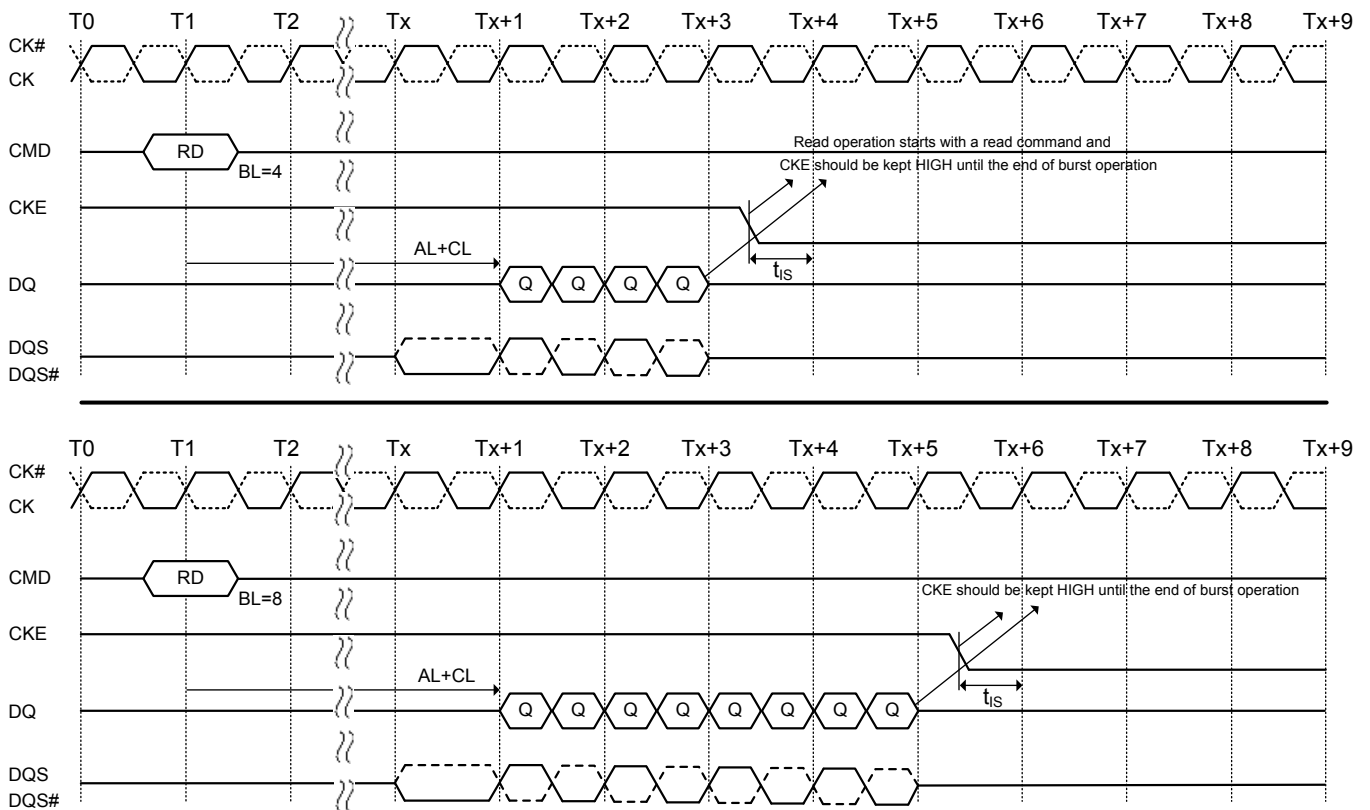 T0 T1 T2 Tx Tx+1 Tx+2 Tx+3 Tx+4 Tx+5 Tx+6 Tx+7 Tx+8 Tx+9
CK#
CK
Read operation starts with a read command and
CMD RD
CKE should be kept HIGH until the end of burst operation
BL=4
CKE
AL+CL
tIS
DQ Q Q Q Q
DQS
DQS#
T0 T1 T2 Tx Tx+1 Tx+2 Tx+3 Tx+4 Tx+5 Tx+6 Tx+7 Tx+8 Tx+9
CK#
CK
CMD RD
CKE should be kept HIGH until the end of burst operation
BL=8
CKE
AL+CL
tIS
DQ Q Q Q Q Q Q Q Q
DQS
DQS#